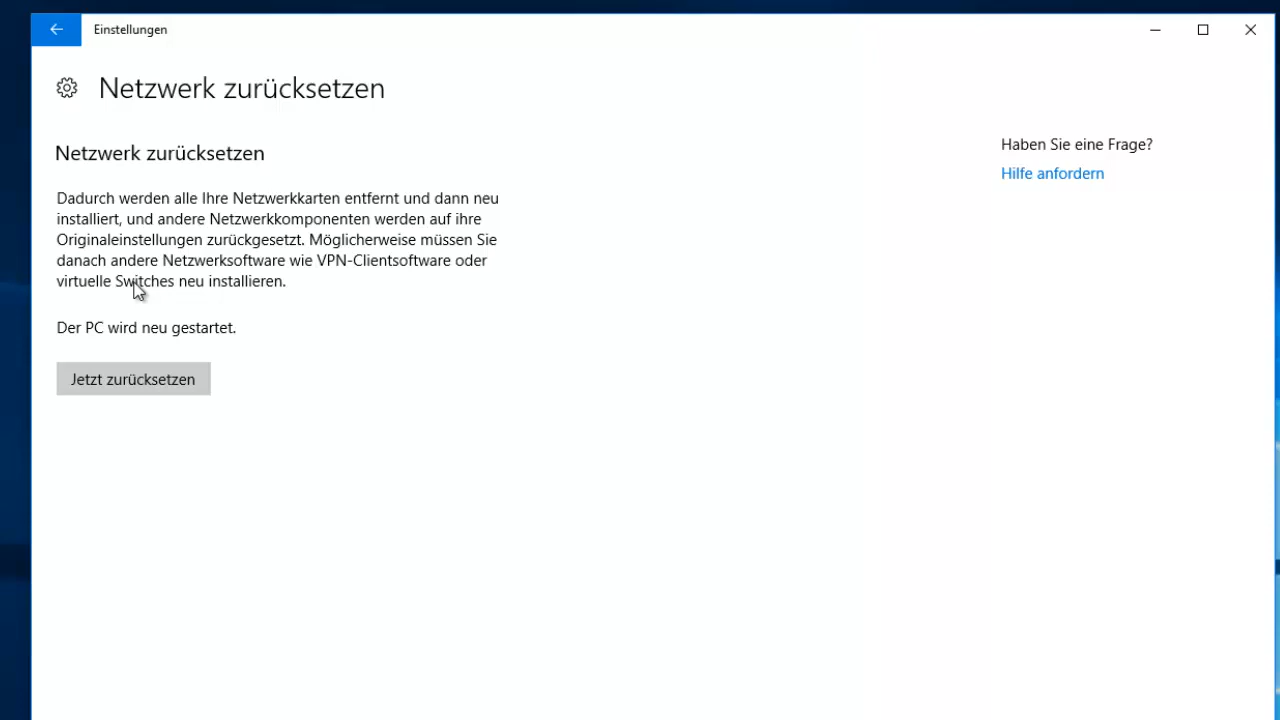 Einstellungen
Netzwerk zurücksetzen
Netzwerk zurücksetzen
Dadurch werden alle Ihre Netzwerkkarten entfernt und dann neu
installiert, und andere Netzwerkkomponenten werden auf ihre
Originaleinstellungen zurückgesetzt. Möglicherweise müssen Sie
danach andere Netzwerksoftware wie VPN-Clientsoftware oder
virtuelle Switches neu installieren.
Der PC wird neu gestartet.
Jetzt zurücksetzen
Haben Sie eine Frage?
Hilfe anfordern